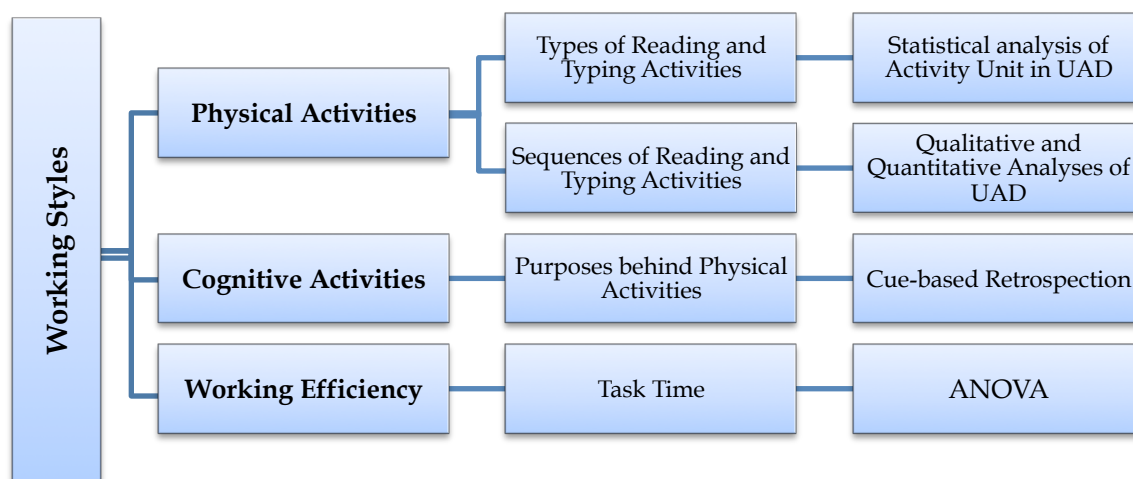 Working Styles
Physical Activities
Types of Reading and
Typing Activities
Statistical analysis of
Activity Unit in UAD
Sequences of Reading and
Typing Activities
Qualitative and
Quantitative Analyses of
UAD
Cognitive Activities
Purposes behind Physical
Activities
Cue-based Retrospection
Working Efficiency
Task Time
ANOVA